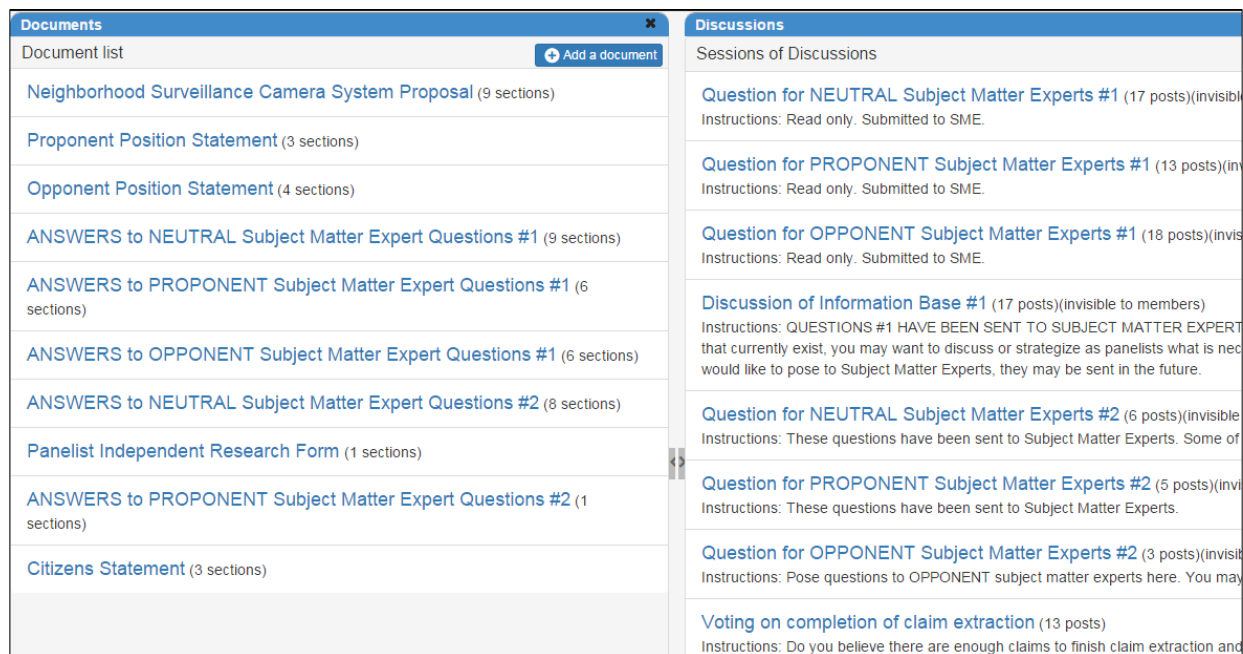 Documents
Document list
Add a document
Neighborhood Surveillance Camera System Proposal (9 sections)
Proponent Position Statement (3 sections)
Opponent Position Statement (4 sections)
ANSWERS to NEUTRAL Subject Matter Expert Questions #1 (9 sections)
ANSWERS to PROPONENT Subject Matter Expert Questions #1 (6
sections)
ANSWERS to OPPONENT Subject Matter Expert Questions #1 (6 sections)
ANSWERS to NEUTRAL Subject Matter Expert Questions #2 (8 sections)
Panelist Independent Research Form (1 sections)
ANSWERS to PROPONENT Subject Matter Expert Questions #2 (1
sections)
Citizens Statement (3 sections)
Discussions
Sessions of Discussions
Question for NEUTRAL Subject Matter Experts #1 (17 posts)(invisibl
Instructions: Read only. Submitted to SME.
Question for PROPONENT Subject Matter Experts #1 (13 posts)(inv
Instructions: Read only. Submitted to SME.
Question for OPPONENT Subject Matter Experts #1 (18 posts)(invis
Instructions: Read only. Submitted to SME.
Discussion of Information Base #1 (17 posts)(invisible to members)
Instructions: QUESTIONS #1 HAVE BEEN SENT TO SUBJECT MATTER EXPERT
that currently exist, you may want to discuss or strategize as panelists what is nec
would like to pose to Subject Matter Experts, they may be sent in the future.
Question for NEUTRAL Subject Matter Experts #2 (6 posts)(invisible
Instructions: These questions have been sent to Subject Matter Experts. Some of
Question for PROPONENT Subject Matter Experts #2 (5 posts)(invi
Instructions: These questions have been sent to Subject Matter Experts.
Question for OPPONENT Subject Matter Experts #2 (3 posts)(invisib
Instructions: Pose questions to OPPONENT subject matter experts here. You may
Voting on completion of claim extraction (13 posts)
Instructions: Do you believe there are enough claims to finish claim extraction and